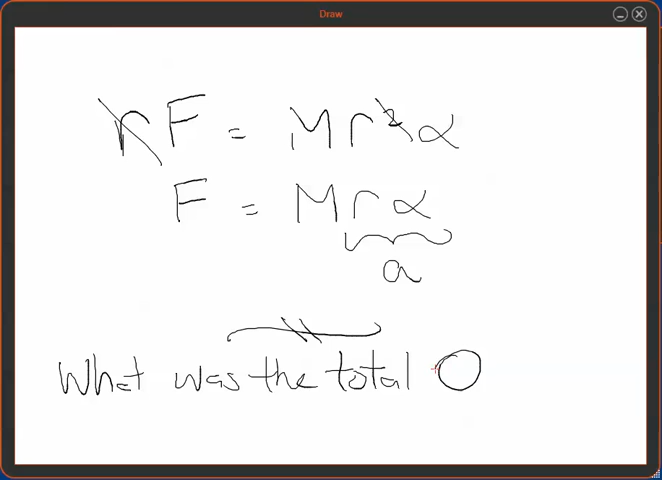 Draw
rF = Mr²α
F = Mrα
a
What was the total